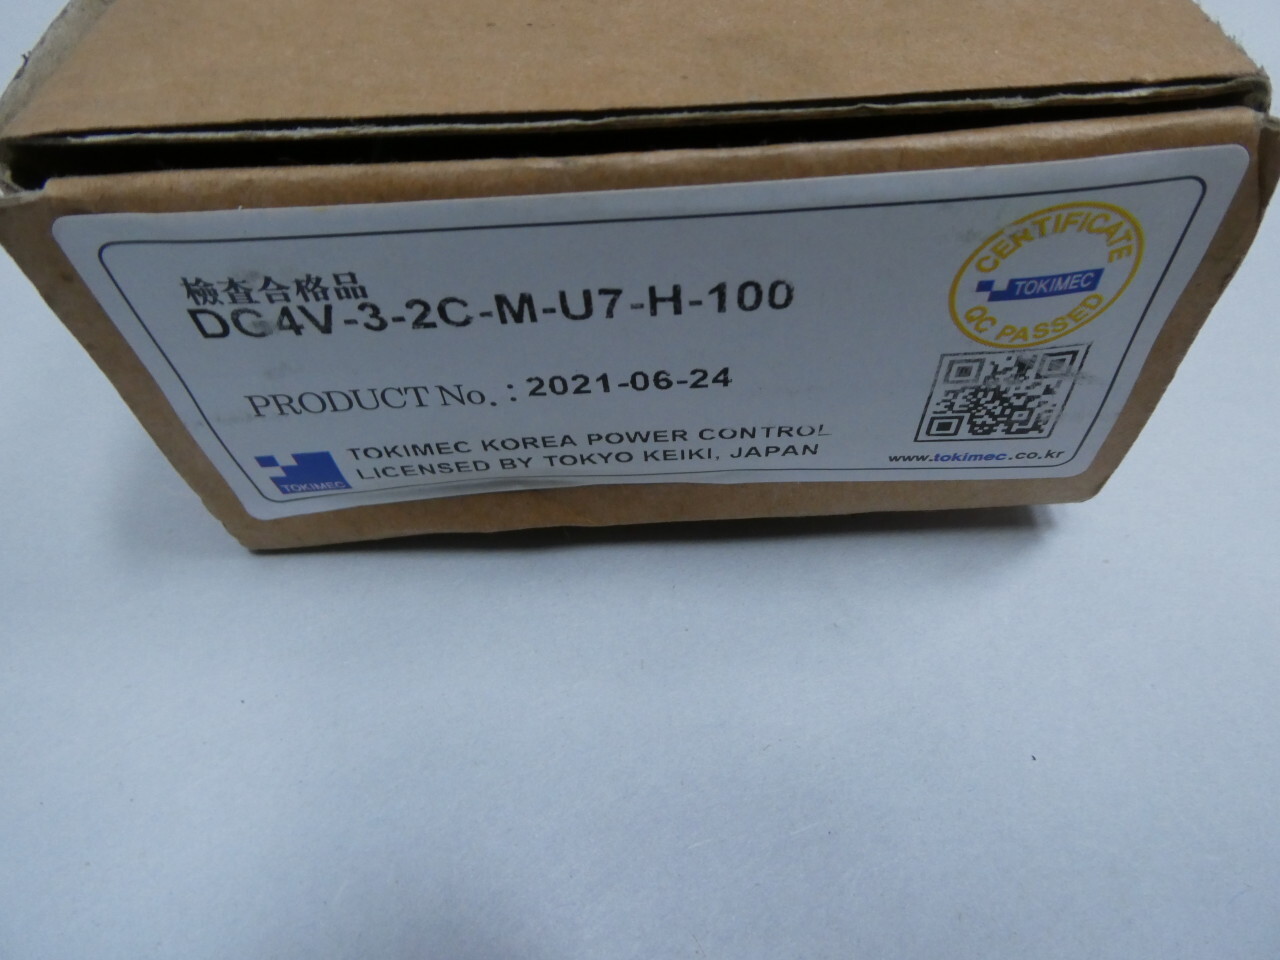 檢査合格品
DG4V-3-2C-M-U7-H-100
PRODUCT No. : 2021-06-24
TOKIMEC KOREA POWER CONTROL
LICENSED BY TOKYO KEIKI, JAPAN
TOKIMEC
CERTIFICATE
TOKIMEC
QC PASSED
www.tokimec.co.kr